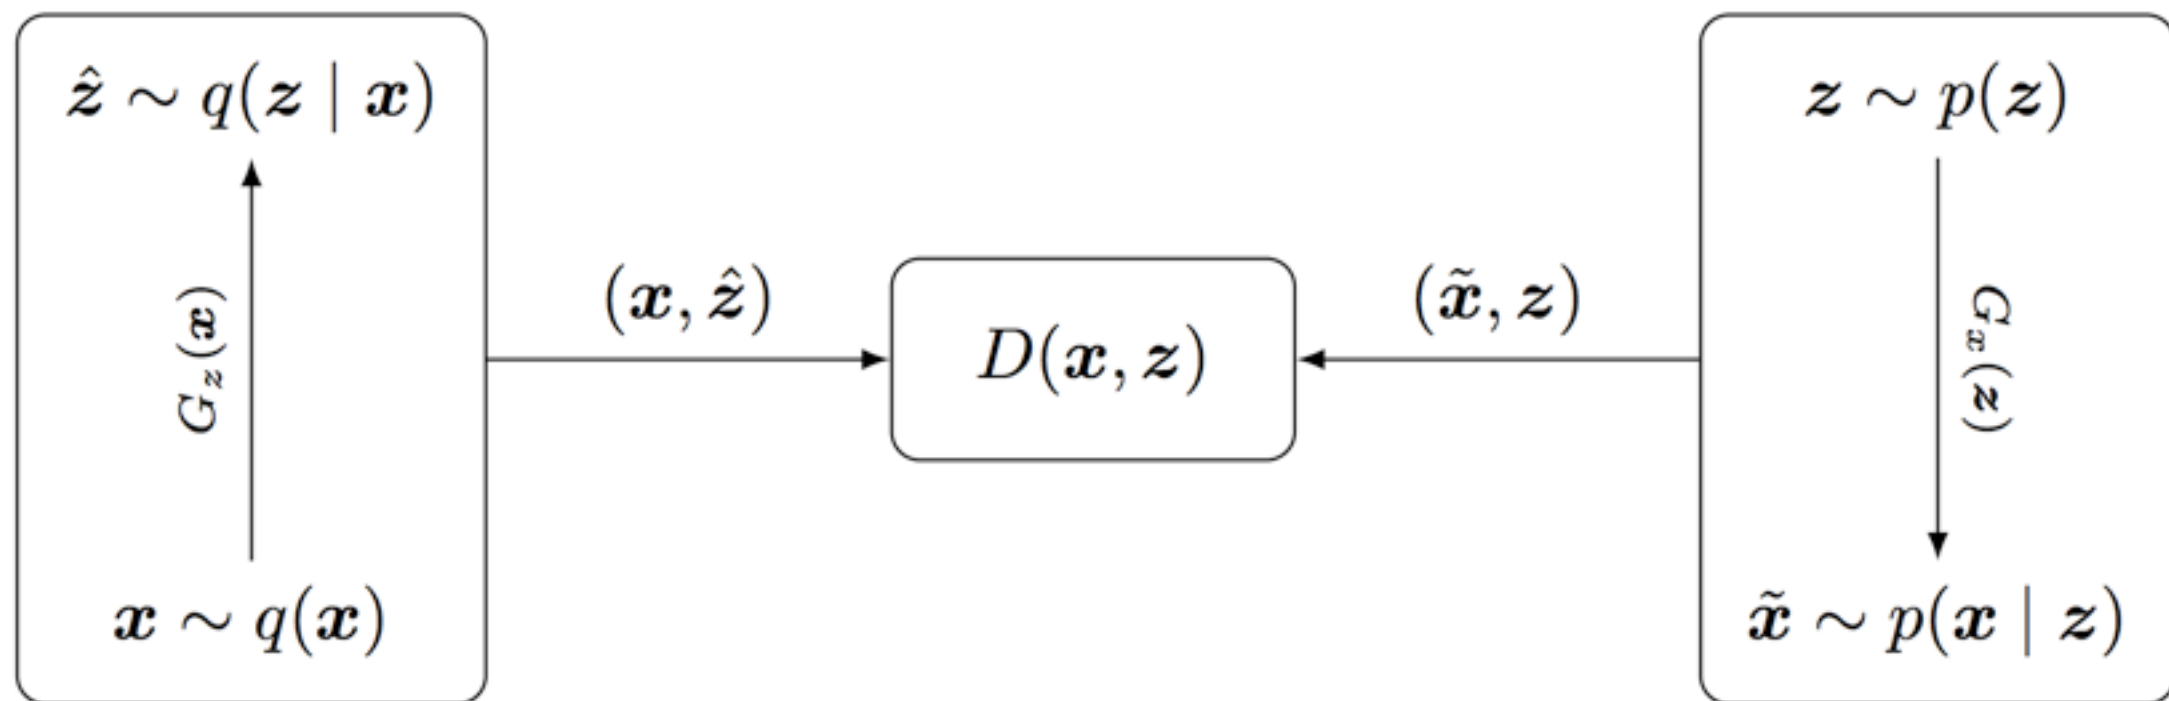 ẑ ∼ q(z | x)
G_z(x)
x ∼ q(x)
(x, ẑ)
D(x, z)
(x̃, z)
z ∼ p(z)
G_x(z)
x̃ ∼ p(x | z)